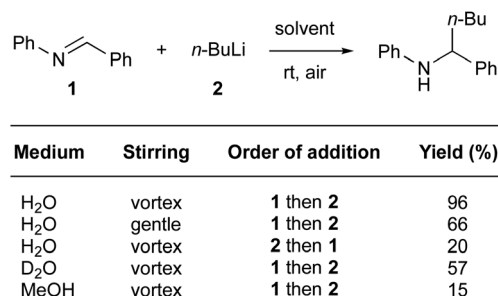 Ph N Ph + n-BuLi solvent rt, air Ph N H n-Bu Ph
1 2
Medium Stirring Order of addition Yield (%)
H2O vortex 1 then 2 96
H2O gentle 1 then 2 66
H2O vortex 2 then 1 20
D2O vortex 1 then 2 57
MeOH vortex 1 then 2 15